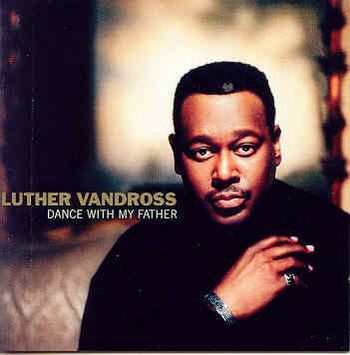 LUTHER VANDROSS
DANCE WITH MY FATHER